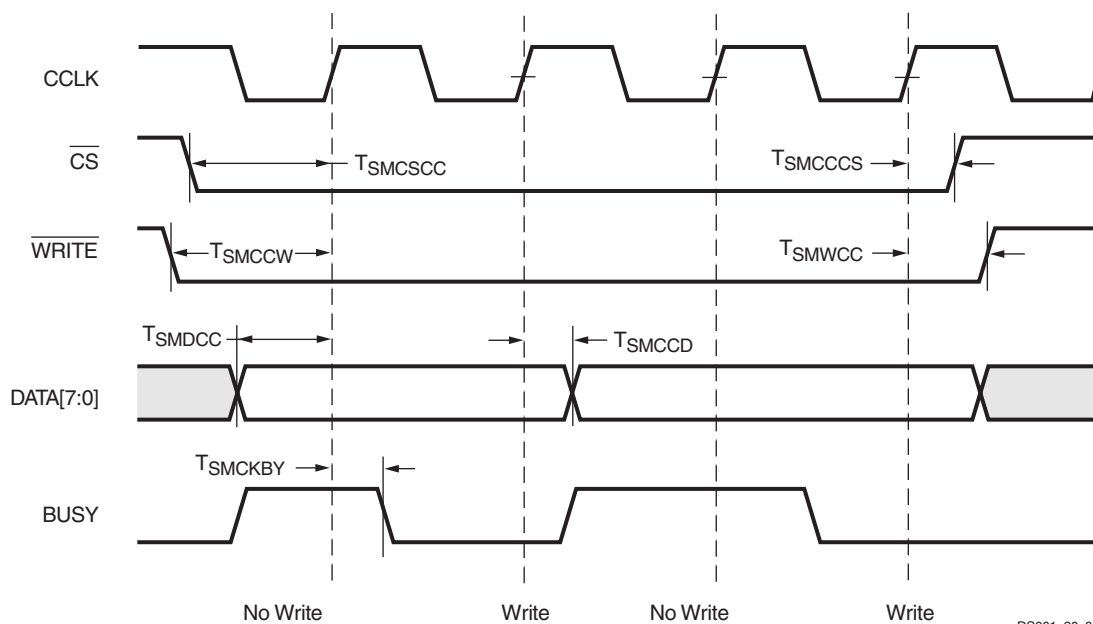 CCLK
CS
TSMCSCC
TSMCCCS
WRITE
TSMCCW
TSMWCC
TSMDCC
TSMCCD
DATA[7:0]
TSMCKBY
BUSY
No Write
Write
No Write
Write